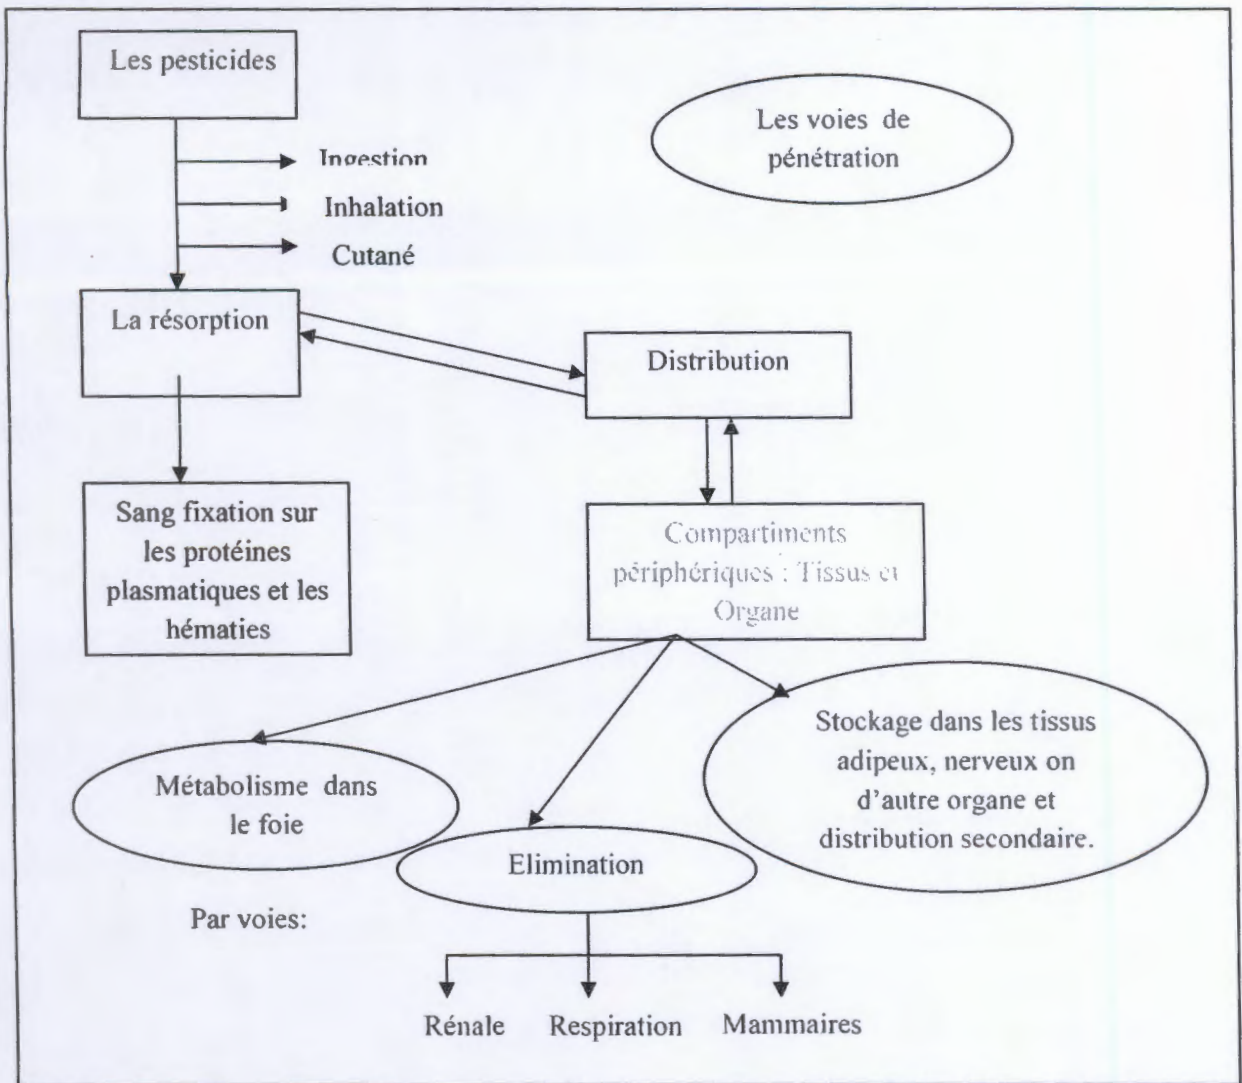 Les pesticides
Les voies de
pénétration
Ingestion
Inhalation
Cutané
La résorption
Distribution
Sang fixation sur
les protéines
plasmatiques et les
hématies
Compartiments
périphériques : Tissus et
Organe
Stockage dans les tissus
adipeux, nerveux on
d'autre organe et
distribution secondaire.
Métabolisme dans
le foie
Elimination
Par voies:
Rénale Respiration Mammaires